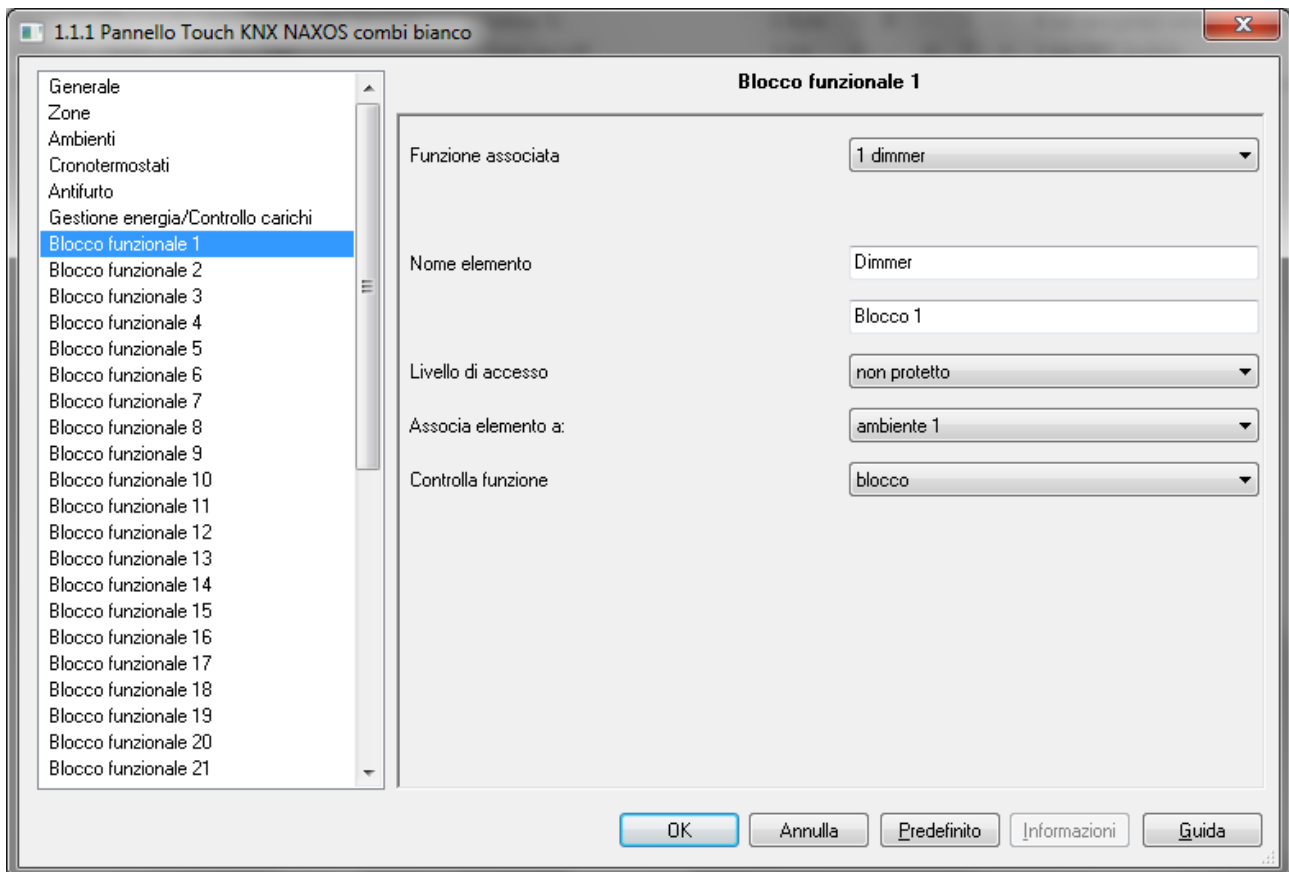 1.1.1 Pannello Touch KNX NAXOS combi bianco
Generale
Zone
Ambienti
Cronotermostati
Antifurto
Gestione energia/Controllo carichi
Blocco funzionale 1
Blocco funzionale 2
Blocco funzionale 3
Blocco funzionale 4
Blocco funzionale 5
Blocco funzionale 6
Blocco funzionale 7
Blocco funzionale 8
Blocco funzionale 9
Blocco funzionale 10
Blocco funzionale 11
Blocco funzionale 12
Blocco funzionale 13
Blocco funzionale 14
Blocco funzionale 15
Blocco funzionale 16
Blocco funzionale 17
Blocco funzionale 18
Blocco funzionale 19
Blocco funzionale 20
Blocco funzionale 21
Blocco funzionale 1
Funzione associata 1 dimmer
Nome elemento Dimmer
Blocco 1
Livello di accesso non protetto
Associa elemento a: ambiente 1
Controlla funzione blocco
OK Annulla Predefinito Informazioni Guida